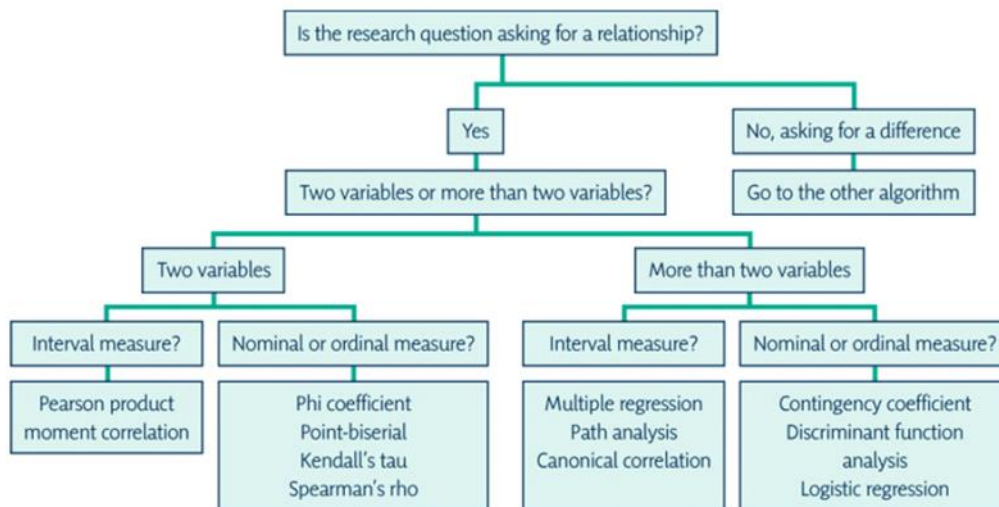 Is the research question asking for a relationship?
Yes
No, asking for a difference
Two variables or more than two variables?
Go to the other algorithm
Two variables
More than two variables
Interval measure?
Nominal or ordinal measure?
Interval measure?
Nominal or ordinal measure?
Pearson product
moment correlation
Phi coefficient
Point-biserial
Kendall's tau
Spearman's rho
Multiple regression
Path analysis
Canonical correlation
Contingency coefficient
Discriminant function
analysis
Logistic regression